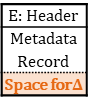 E: Header
Metadata
Record
Space for Δ